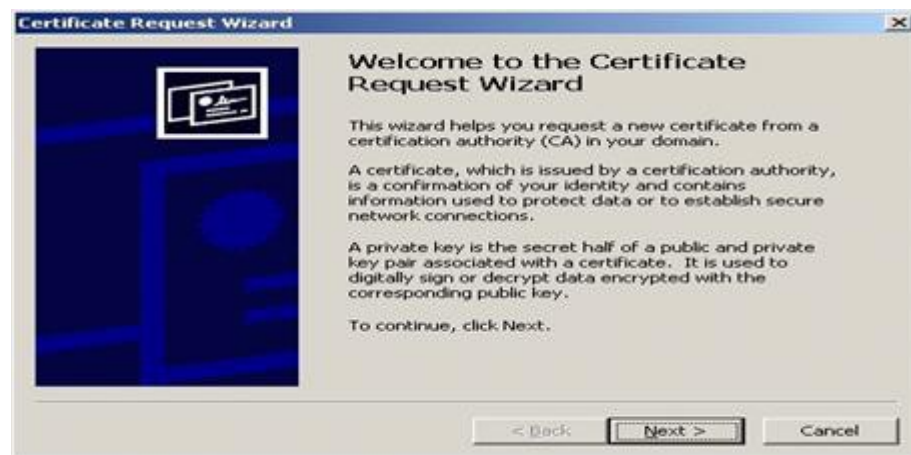 Certificate Request Wizard
Welcome to the Certificate
Request Wizard
This wizard helps you request a new certificate from a
certification authority (CA) in your domain.
A certificate, which is issued by a certification authority,
is a confirmation of your identity and contains
information used to protect data or to establish secure
network connections.
A private key is the secret half of a public and private
key pair associated with a certificate. It is used to
digitally sign or decrypt data encrypted with the
corresponding public key.
To continue, click Next.
< Back Next > Cancel